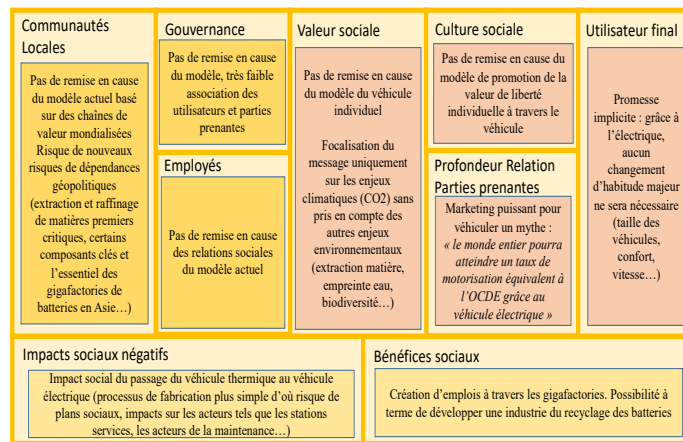 Communautés
Locales
Pas de remise en cause
du modèle actuel basé
sur des chaînes de
valeur mondialisées
Risque de nouveaux
risques de dépendances
géopolitiques
(extraction et raffinage
de matières premiers
critiques, certains
composants clés et
l'essentiel des
gigafactories de
batteries en Asie…)
Gouvernance
Pas de remise en cause
du modèle, très faible
association des
utilisateurs et parties
prenantes
Employés
Pas de remise en cause
des relations sociales
du modèle actuel
Valeur sociale
Pas de remise en cause
du modèle du véhicule
individuel
Focalisation du
message uniquement
sur les enjeux
climatiques (CO2) sans
pris en compte des
autres enjeux
environnementaux
(extraction matière,
empreinte eau,
biodiversité…)
Culture sociale
Pas de remise en cause du
modèle de promotion de la
valeur de liberté
individuelle à travers le
véhicule
Profondeur Relation
Parties prenantes
Marketing puissant pour
véhiculer un mythe :
« le monde entier pourra
atteindre un taux de
motorisation équivalent à
l'OCDE grâce au
véhicule électrique »
Utilisateur final
Promesse
implicite : grâce à
l'électrique,
aucun
changement
d'habitude majeur
ne sera nécessaire
(taille des
véhicules,
confort,
vitesse…)
Impacts sociaux négatifs
Impact social du passage du véhicule thermique au véhicule
électrique (processus de fabrication plus simple d'où risque de
plans sociaux, impacts sur les acteurs tels que les stations
services, les acteurs de la maintenance…)
Bénéfices sociaux
Création d'emplois à travers les gigafactories. Possibilité à
terme de développer une industrie du recyclage des batteries